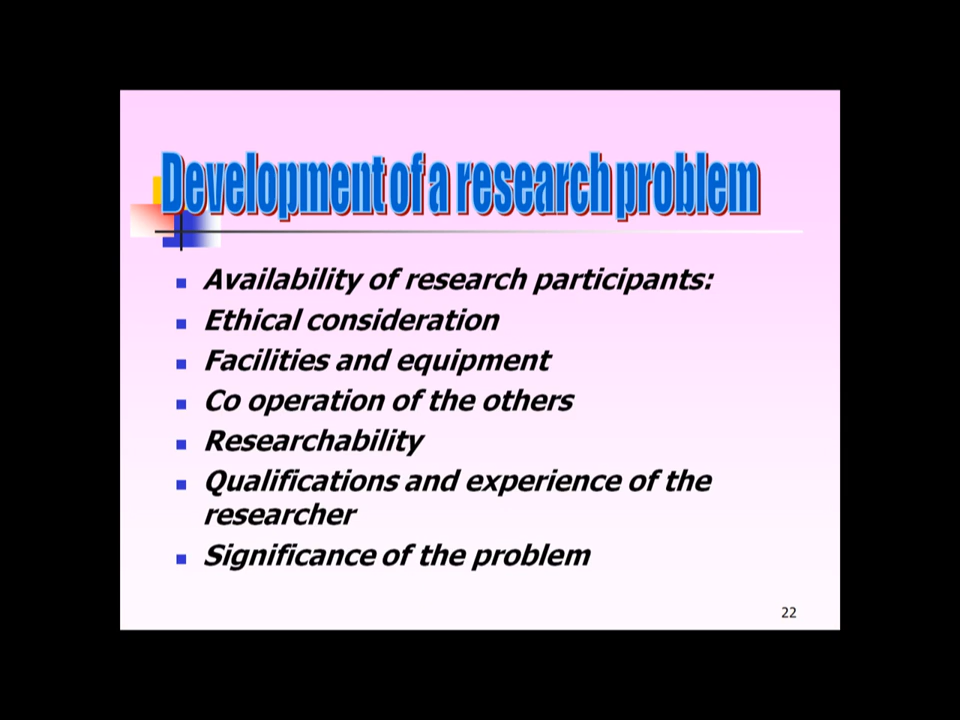 Development of a research problem
Availability of research participants:
Ethical consideration
Facilities and equipment
Co operation of the others
Researchability
Qualifications and experience of the
researcher
Significance of the problem
22